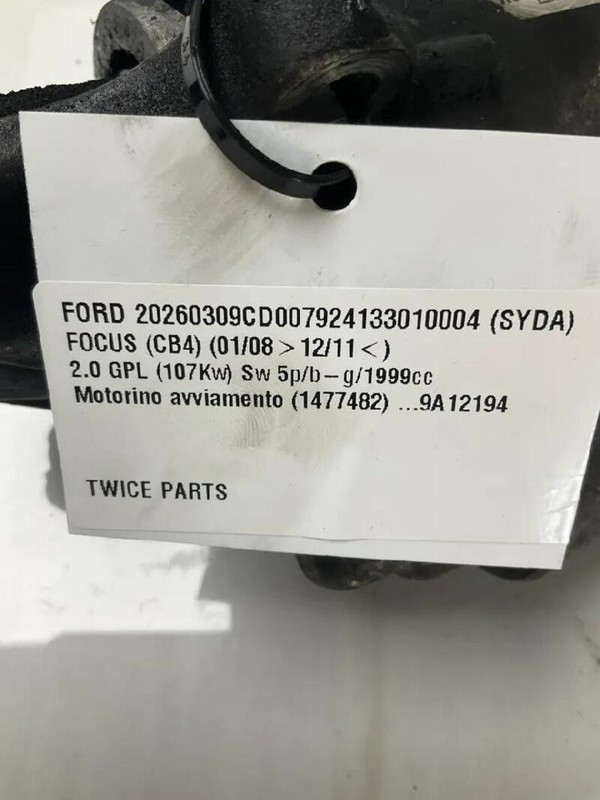 FORD 20260309CD007924133010004 (SYDA)
FOCUS (CB4) (01/08 > 12/11 < )
2.0 GPL (107Kw) Sw 5p/b-g/1999cc
Motorino avviamento (1477482) ...9A12194
TWICE PARTS